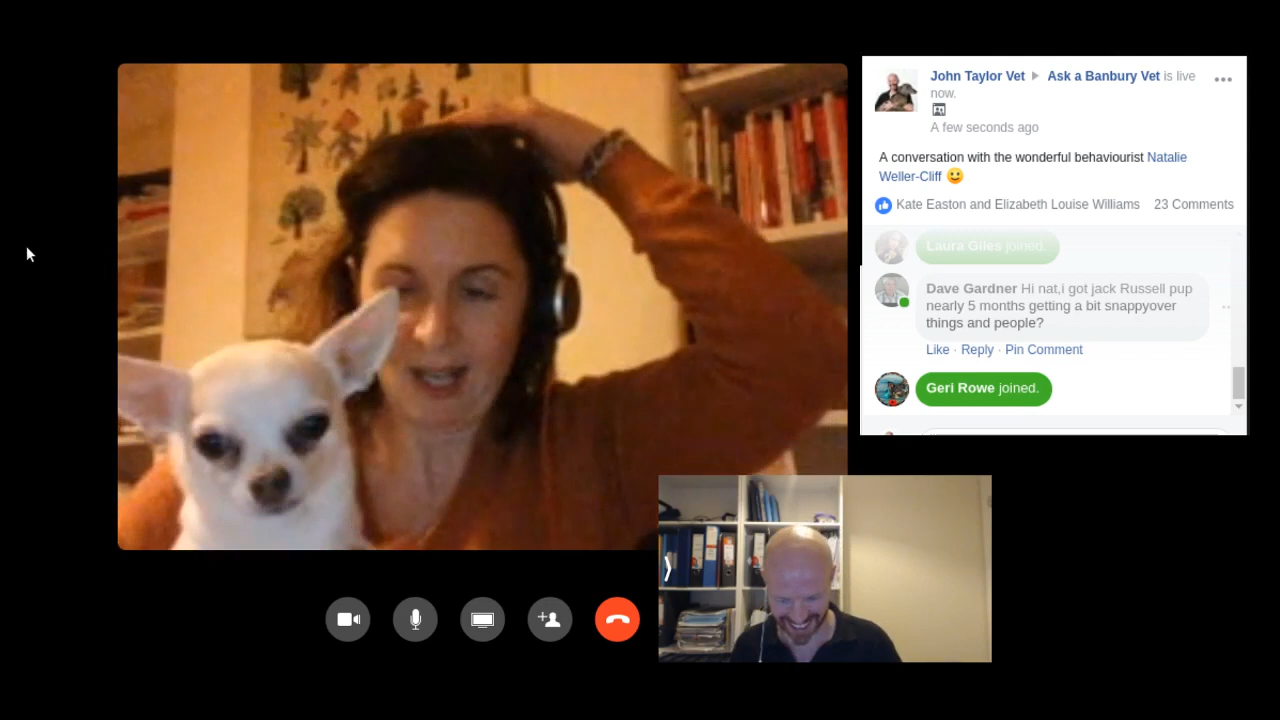 John Taylor Vet ▶ Ask a Banbury Vet is live
now.
A few seconds ago
A conversation with the wonderful behaviourist Natalie
Weller-Cliff 🙂
Kate Easton and Elizabeth Louise Williams 23 Comments
Laura Giles joined.
Dave Gardner Hi nat,i got jack Russell pup
nearly 5 months getting a bit snappyover
things and people?
Like · Reply · Pin Comment
Geri Rowe joined.